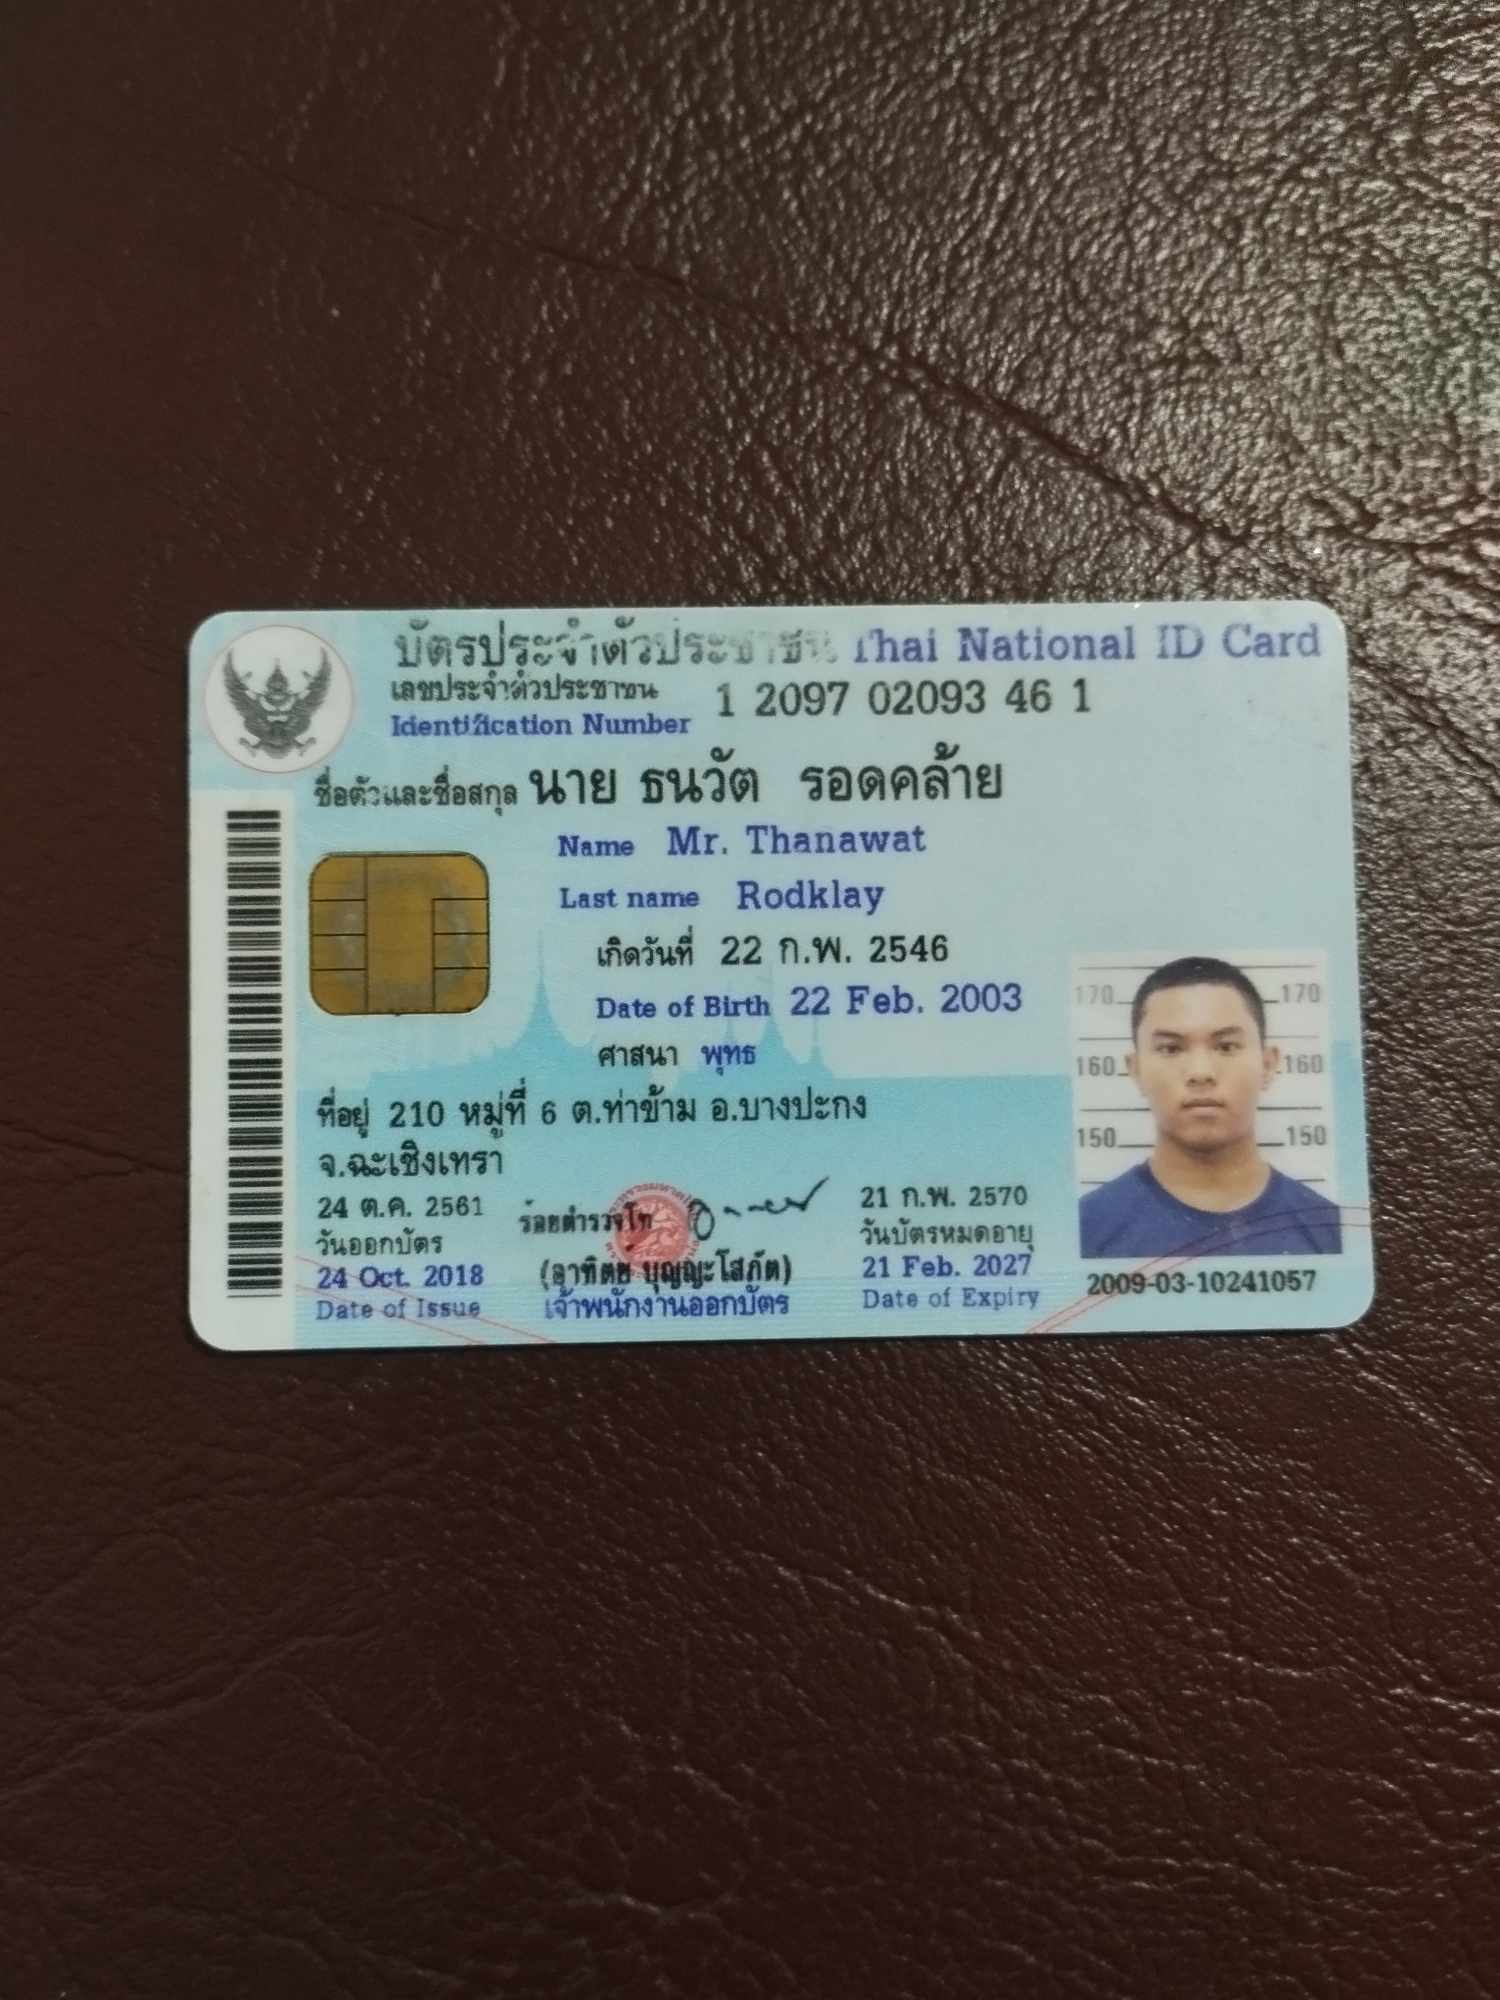 บัตรประจำตัวประชาชน Thai National ID Card
เลขประจำตัวประชาชน
Identification Number
1 2097 02093 46 1
ชื่อตัวและชื่อสกุล นาย ธนวัต รอดคล้าย
Name Mr. Thanawat
Last name Rodklay
เกิดวันที่ 22 ก.พ. 2546
Date of Birth 22 Feb. 2003
ศาสนา พุทธ
ที่อยู่ 210 หมู่ที่ 6 ต.ท่าข้าม อ.บางปะกง
จ.ฉะเชิงเทรา
24 ต.ค. 2561
วันออกบัตร
24 Oct. 2018
Date of Issue
ร้อยตำรวจโท
(อาทิตย บุญญะโสภัต)
เจ้าพนักงานออกบัตร
21 ก.พ. 2570
วันบัตรหมดอายุ
21 Feb. 2027
Date of Expiry
170 170
160 160
150 150
2009-03-10241057